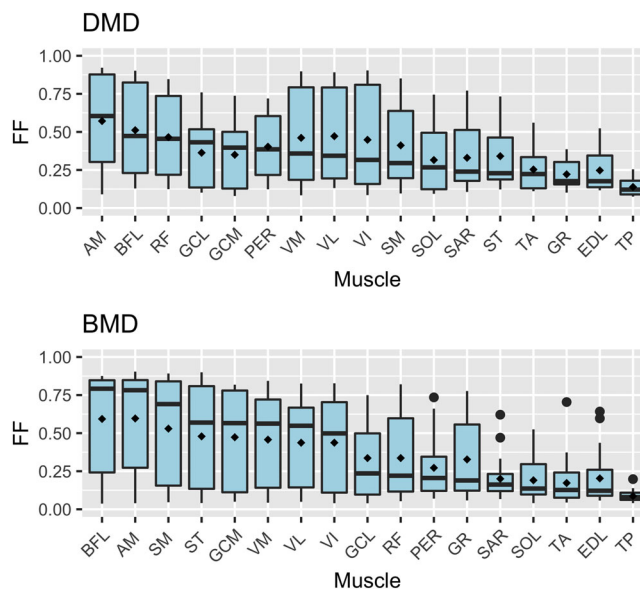 DMD
1.00
0.75
0.50
0.25
0.00
FF
AM BFL RF GCL GCM PER VM VL VI SM SOL SAR ST TA GR EDL TP
Muscle
BMD
1.00
0.75
0.50
0.25
0.00
FF
BFL AM SM ST GCM VM VL VI GCL RF PER GR SAR SOL TA EDL TP
Muscle